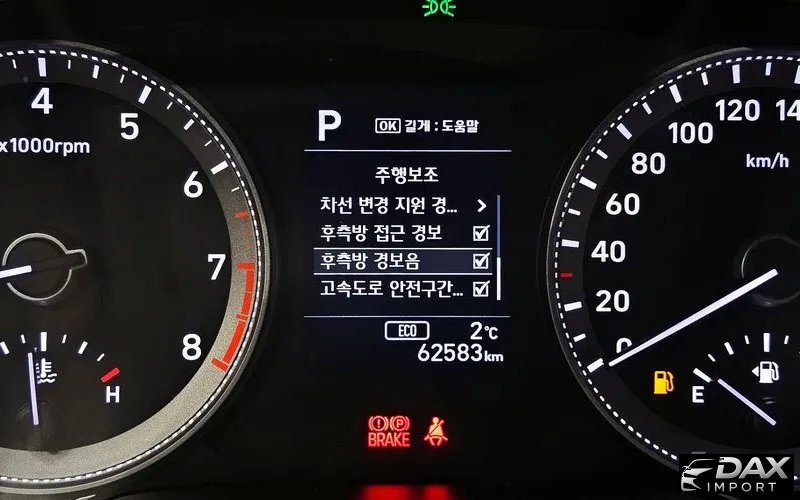 4
5
6
7
8
x1000rpm
H
P OK 길게 : 도움말
주행보조
차선 변경 지원 경...
후측방 접근 경보
후측방 경보음
고속도로 안전구간...
ECO 2℃
62583km
P
BRAKE
0
20
40
60
80
100
120
14
km/h
E
DAX
IMPORT